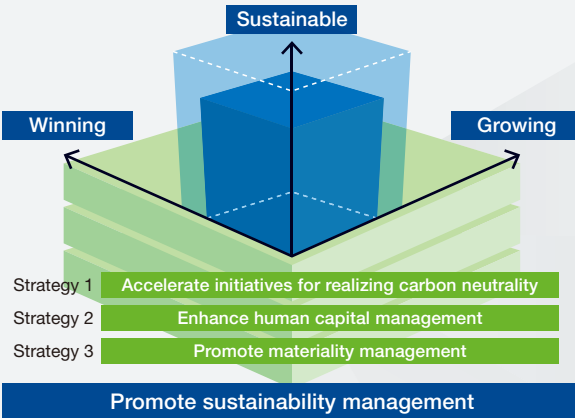 Sustainable
Winning
Growing
Strategy 1 Accelerate initiatives for realizing carbon neutrality
Strategy 2 Enhance human capital management
Strategy 3 Promote materiality management
Promote sustainability management